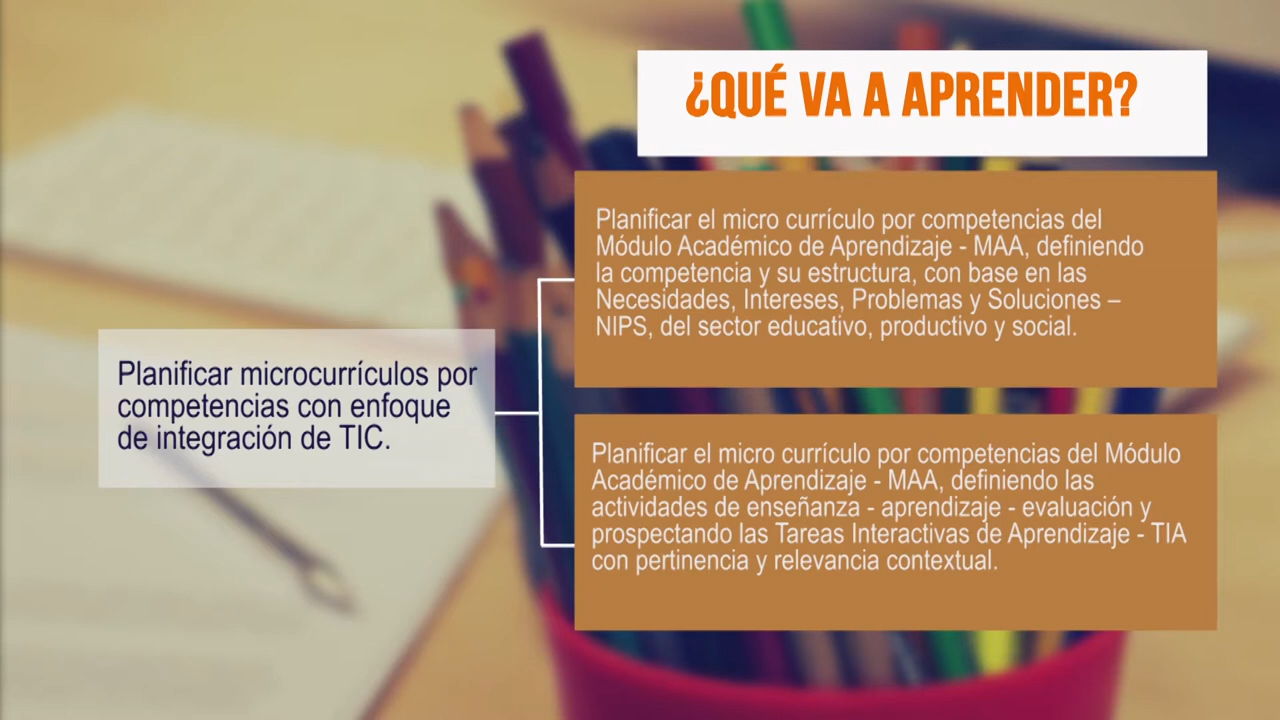 ¿QUÉ VA A APRENDER?
Planificar microcurrículos por
competencias con enfoque
de integración de TIC.
Planificar el micro currículo por competencias del
Módulo Académico de Aprendizaje - MAA, definiendo
la competencia y su estructura, con base en las
Necesidades, Intereses, Problemas y Soluciones –
NIPS, del sector educativo, productivo y social.
Planificar el micro currículo por competencias del Módulo
Académico de Aprendizaje - MAA, definiendo las
actividades de enseñanza - aprendizaje - evaluación y
prospectando las Tareas Interactivas de Aprendizaje - TIA
con pertinencia y relevancia contextual.